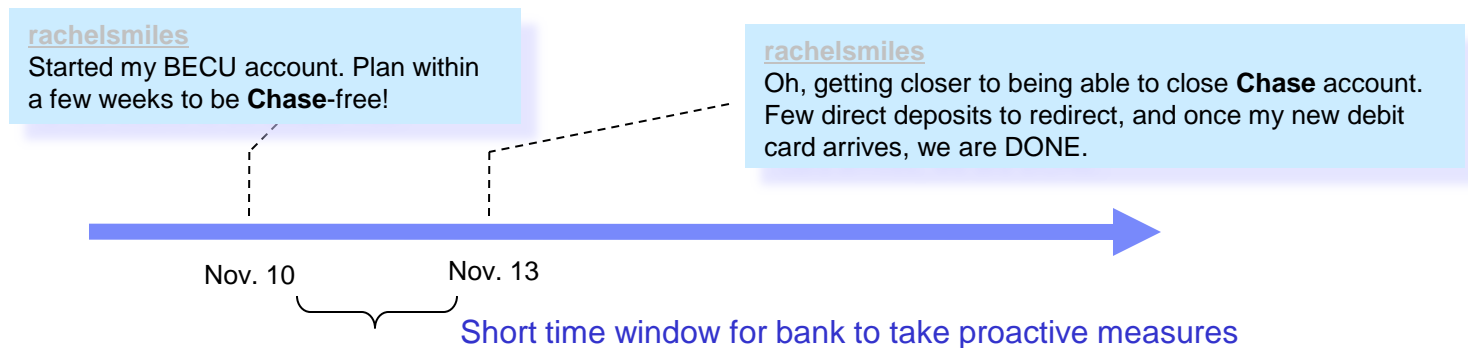 rachelsmiles
Started my BECU account. Plan within
a few weeks to be Chase-free!
rachelsmiles
Oh, getting closer to being able to close Chase account.
Few direct deposits to redirect, and once my new debit
card arrives, we are DONE.
Nov. 10
Nov. 13
Short time window for bank to take proactive measures